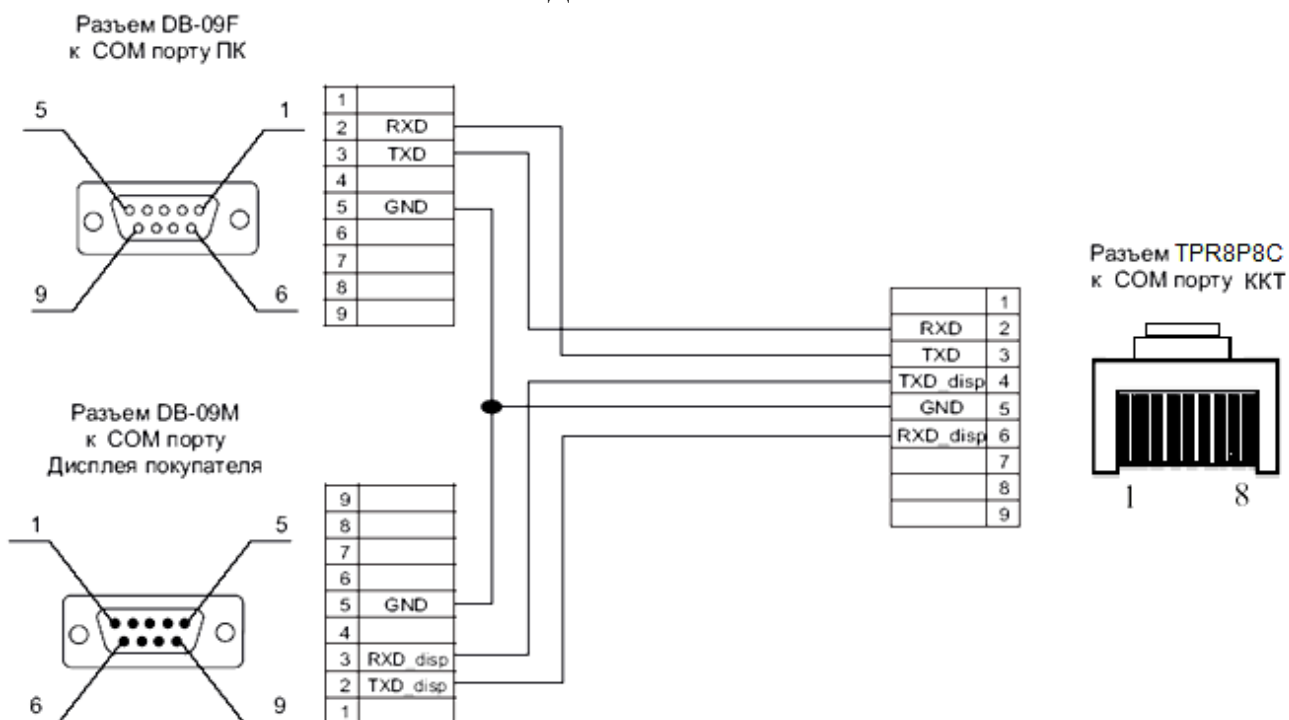 Разъем DB-09F
к COM порту ПК
5
1
9
6
1
2 RXD
3 TXD
4
5 GND
6
7
8
9
Разъем DB-09M
к COM порту
Дисплея покупателя
1
5
6
9
9
8
7
6
5 GND
4
3 RXD_disp
2 TXD_disp
1
1
RXD 2
TXD 3
TXD_disp 4
GND 5
RXD_disp 6
7
8
9
Разъем TPR8P8C
к COM порту ККТ
1
8